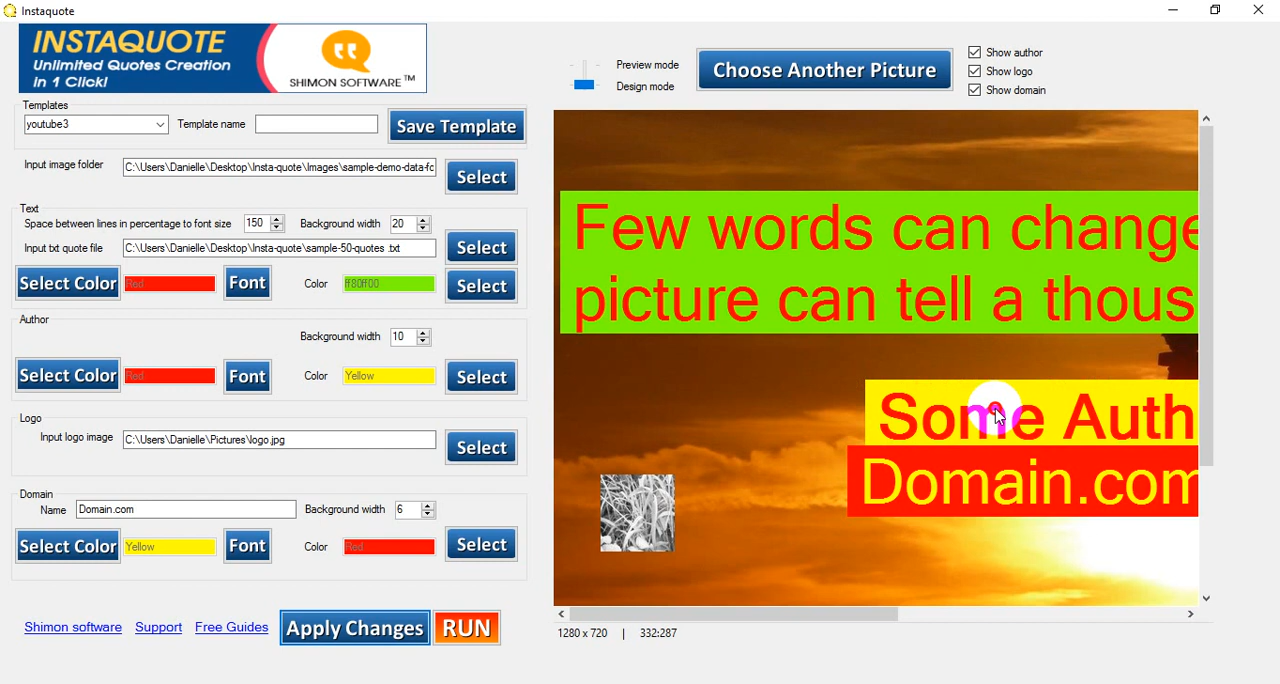 Instaquote
INSTAQUOTE
Unlimited Quotes Creation
in 1 Click!
SHIMON SOFTWARE™
Templates
youtube3
Template name
Save Template
Input image folder
C:\Users\Danielle\Desktop\Insta-quote\Images\sample-demo-data-fc
Select
Text
Space between lines in percentage to font size
150
Background width
20
Input txt quote file
C:\Users\Danielle\Desktop\Insta-quote\sample-50-quotes .txt
Select
Select Color
Red
Font
Color
ff80ff00
Select
Author
Background width
10
Select Color
Red
Font
Color
Yellow
Select
Logo
Input logo image
C:\Users\Danielle\Pictures\logo.jpg
Select
Domain
Name
Domain.com
Background width
6
Select Color
Yellow
Font
Color
Red
Select
Shimon software
Support
Free Guides
Apply Changes
RUN
Preview mode
Design mode
Choose Another Picture
Show author
Show logo
Show domain
Few words can change
picture can tell a thous
Some Auth
Domain.com
1280 x 720 | 332:287